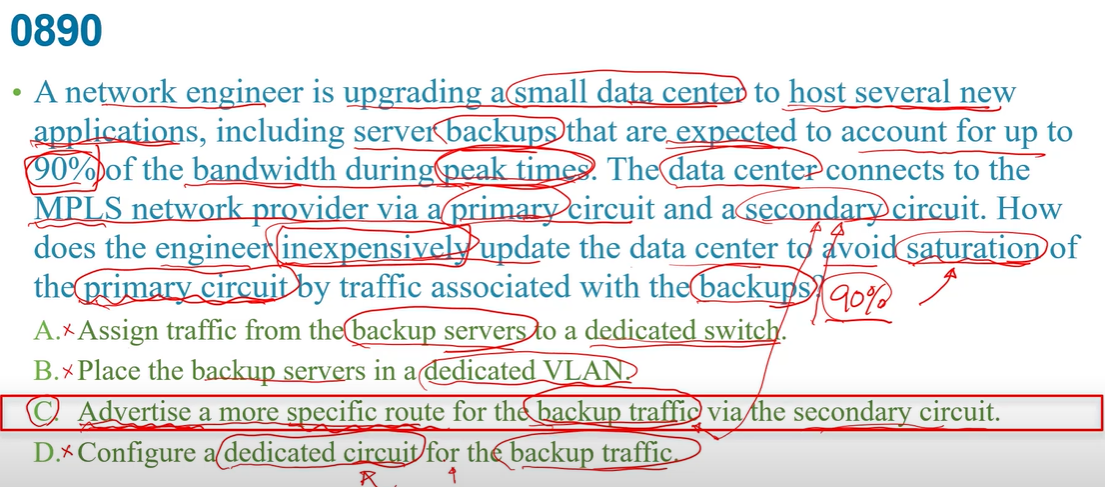 0890
• A network engineer is upgrading a small data center to host several new
applications, including server backups that are expected to account for up to
90% of the bandwidth during peak times. The data center connects to the
MPLS network provider via a primary circuit and a secondary circuit. How
does the engineer inexpensively update the data center to avoid saturation of
the primary circuit by traffic associated with the backups? 90%
A.× Assign traffic from the backup servers to a dedicated switch.
B.× Place the backup servers in a dedicated VLAN.
C. Advertise a more specific route for the backup traffic via the secondary circuit.
D.× Configure a dedicated circuit for the backup traffic.